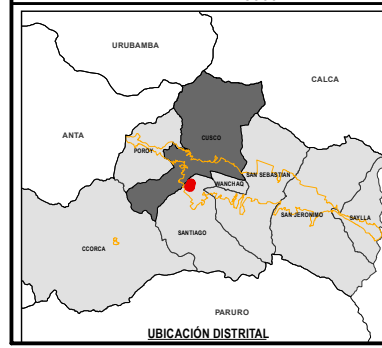 URUBAMBA
CALCA
ANTA
CUSCO
POROY
SAN SEBASTIAN
WANCHAQ
SAN JERONIMO
SAYLLA
SANTIAGO
CCORCA
PARURO
UBICACIÓN DISTRITAL